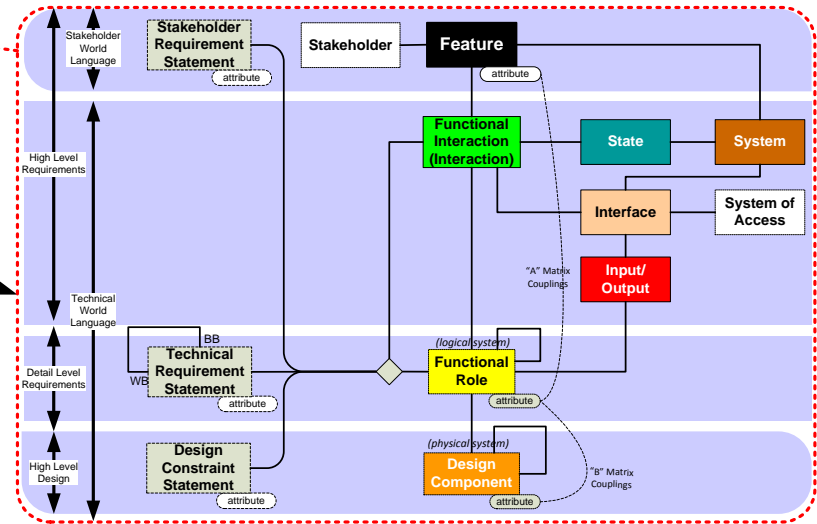 Stakeholder
World
Language
Stakeholder
Requirement
Statement
attribute
Stakeholder
Feature
attribute
High Level
Requirements
Technical
World
Language
Functional
Interaction
(Interaction)
State
System
Interface
System of
Access
Input/
Output
"A" Matrix
Couplings
Detail Level
Requirements
BB
WB
Technical
Requirement
Statement
attribute
(logical system)
Functional
Role
attribute
High Level
Design
Design
Constraint
Statement
attribute
(physical system)
Design
Component
attribute
"B" Matrix
Couplings